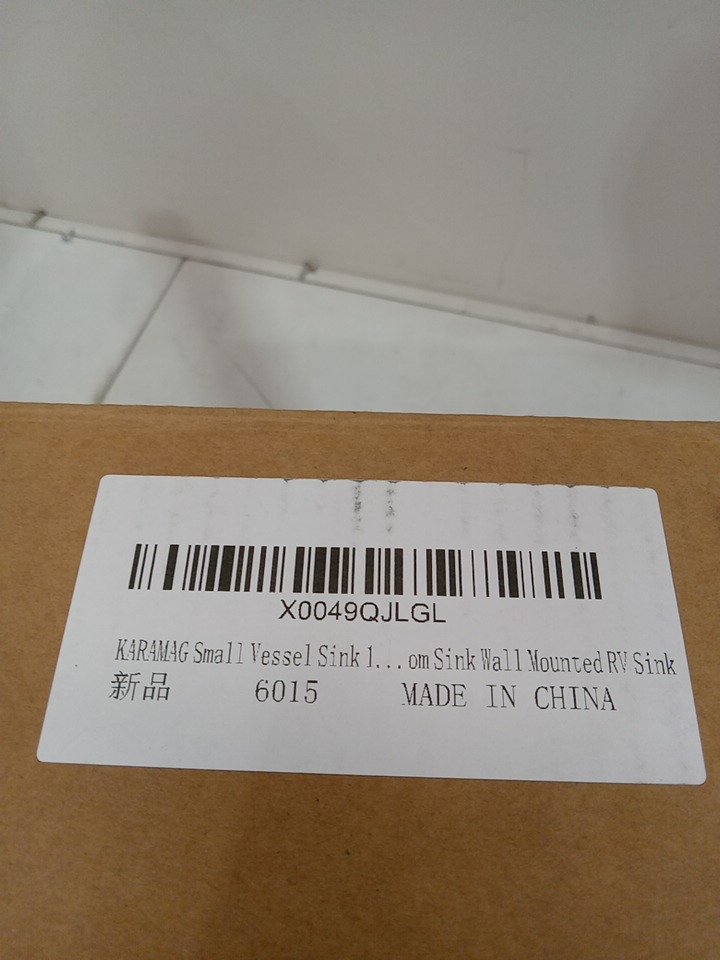 X0049QJLGL
KARAMAG Small Vessel Sink 1...om Sink Wall Mounted RV Sink
新品 6015 MADE IN CHINA